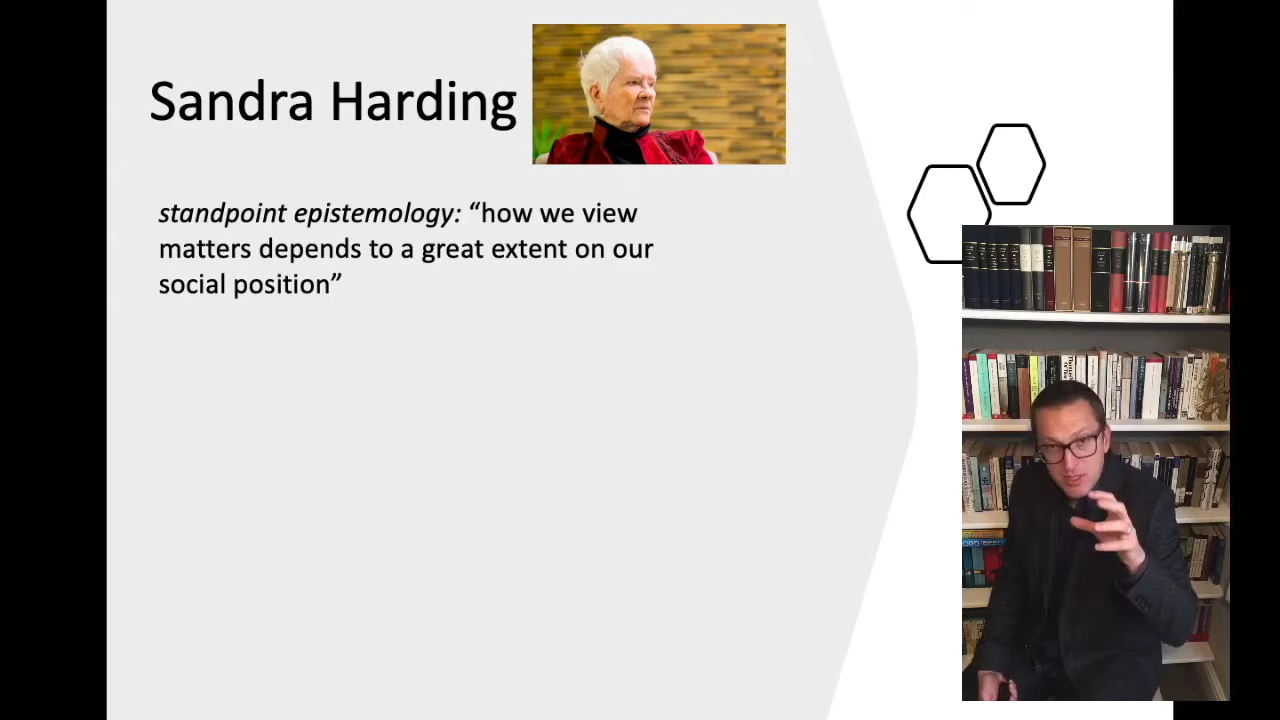 Sandra Harding
standpoint epistemology: “how we view
matters depends to a great extent on our
social position”